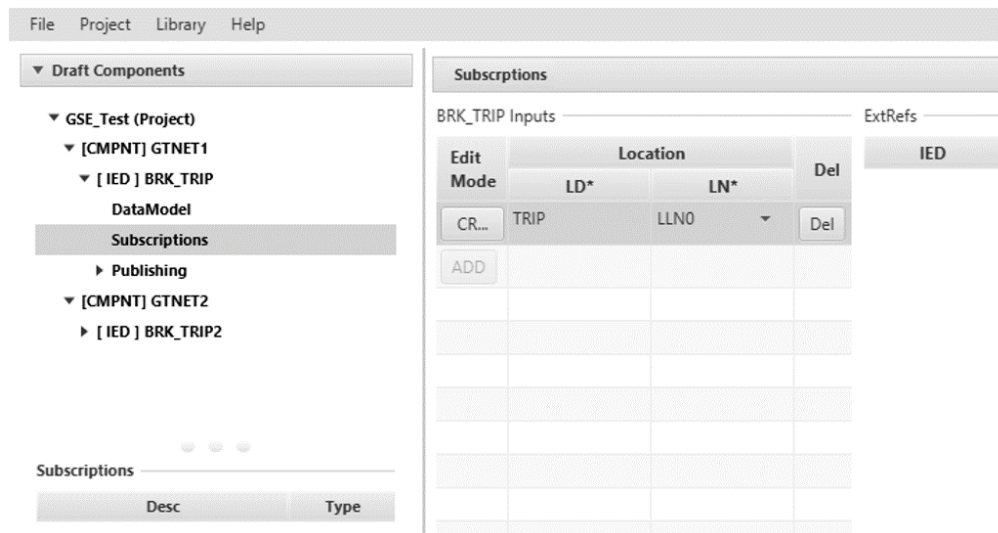 File Project Library Help
Draft Components
GSE_Test (Project)
[CMPNT] GTNET1
[ IED ] BRK_TRIP
DataModel
Subscriptions
Publishing
[CMPNT] GTNET2
[ IED ] BRK_TRIP2
Subscriptions
Desc Type
Subscrptions
BRK_TRIP Inputs
Edit Mode Location Del
LD* LN*
CR... TRIP LLN0 Del
ADD
ExtRefs
IED